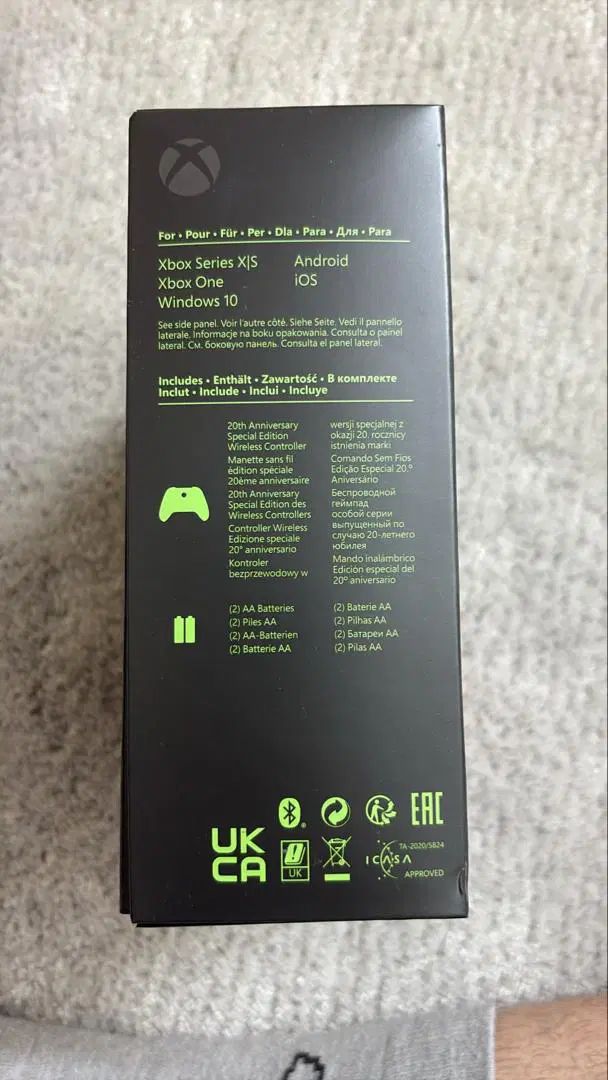 For • Pour • Für • Per • Dla • Para • Для • Para
Xbox Series X|S
Xbox One
Windows 10
Android
iOS
See side panel. Voir l'autre côté. Siehe Seite. Vedi il pannello
laterale. Informacje na boku opakowania. Consulta o painel
lateral. См. боковую панель. Consulta el panel lateral.
Includes • Enthält • Zawartość • В комплекте
Inclut • Include • Inclui • Incluye
20th Anniversary
Special Edition
Wireless Controller
Manette sans fil
édition spéciale
20ème anniversaire
20th Anniversary
Special Edition des
Wireless Controllers
Controller Wireless
Edizione speciale
20° anniversario
Kontroler
bezprzewodowy w
wersji specjalnej z
okazji 20. rocznicy
istnienia marki
Comando Sem Fios
Edição Especial 20.º
Aniversário
Беспроводной
геймпад
особой серии
выпущенный по
случаю 20-летнего
юбилея
Mando inalámbrico
Edición especial del
20º aniversario
(2) AA Batteries
(2) Piles AA
(2) AA-Batterien
(2) Batterie AA
(2) Baterie AA
(2) Pilhas AA
(2) Батареи AA
(2) Pilas AA
EAC
UK
CA
UK
TA-2020/5824
ICASA
APPROVED